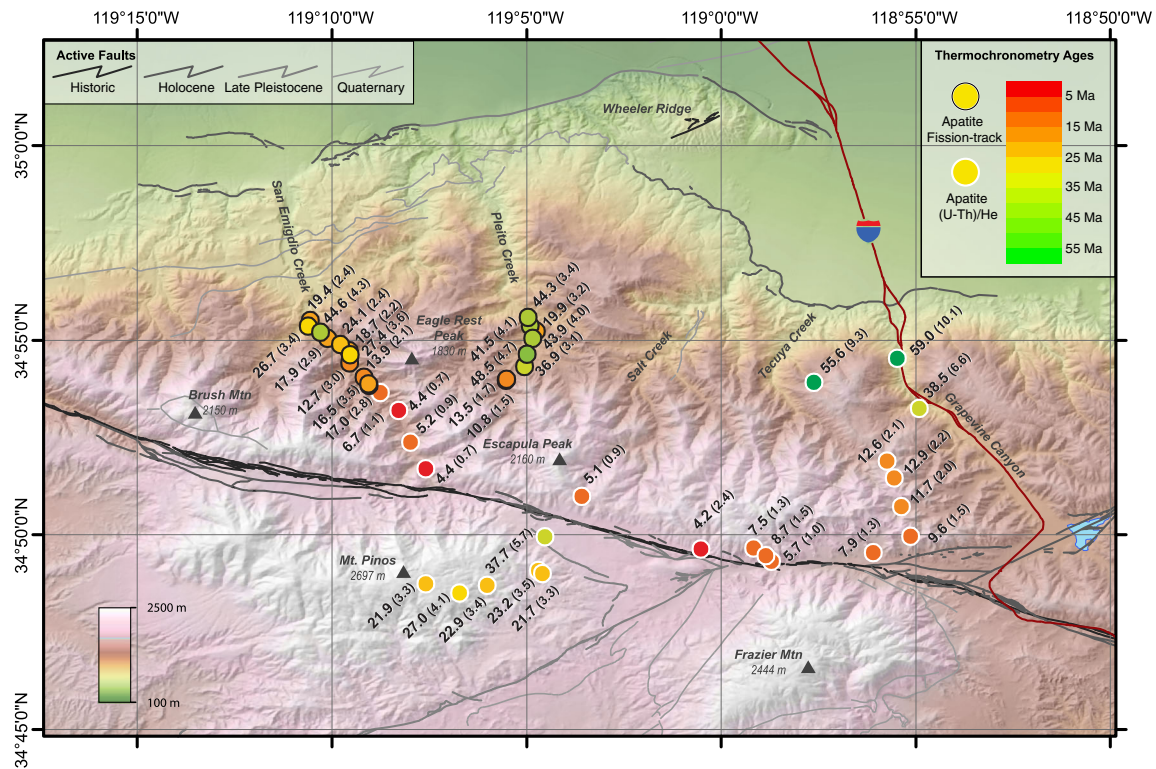 119°15'0"W
119°10'0"W
119°5'0"W
119°0'0"W
118°55'0"W
118°50'0"W
Active Faults
Historic
Holocene
Late Pleistocene
Quaternary
Thermochronometry Ages
Apatite
Fission-track
Apatite
(U-Th)/He
5 Ma
15 Ma
25 Ma
35 Ma
45 Ma
55 Ma
35°0'0"N
34°55'0"N
34°50'0"N
34°45'0"N
Wheeler Ridge
San Emigdio Creek
Pleito Creek
Salt Creek
Tecuya Creek
Grapevine Canyon
Eagle Rest
Peak
1830 m
Brush Mtn
2150 m
Escapula Peak
2160 m
Mt. Pinos
2697 m
Frazier Mtn
2444 m
19.4 (2.4)
44.6 (4.3)
24.1 (2.4)
18.7 (2.2)
27.4 (3.6)
13.9 (2.1)
26.7 (3.4)
17.9 (2.9)
12.7 (3.0)
16.5 (3.5)
17.0 (2.8)
6.7 (1.1)
4.4 (0.7)
5.2 (0.9)
4.4 (0.7)
44.3 (3.4)
19.9 (3.2)
43.9 (4.0)
36.9 (3.1)
41.5 (4.1)
48.5 (4.7)
13.5 (1.7)
10.8 (1.5)
5.1 (0.9)
55.6 (9.3)
59.0 (10.1)
38.5 (6.6)
12.6 (2.1)
12.9 (2.2)
11.7 (2.0)
9.6 (1.5)
7.9 (1.3)
4.2 (2.4)
7.5 (1.3)
8.7 (1.5)
5.7 (1.0)
37.7 (5.7)
21.9 (3.3)
27.0 (4.1)
22.9 (3.4)
23.2 (3.5)
21.7 (3.3)
2500 m
100 m